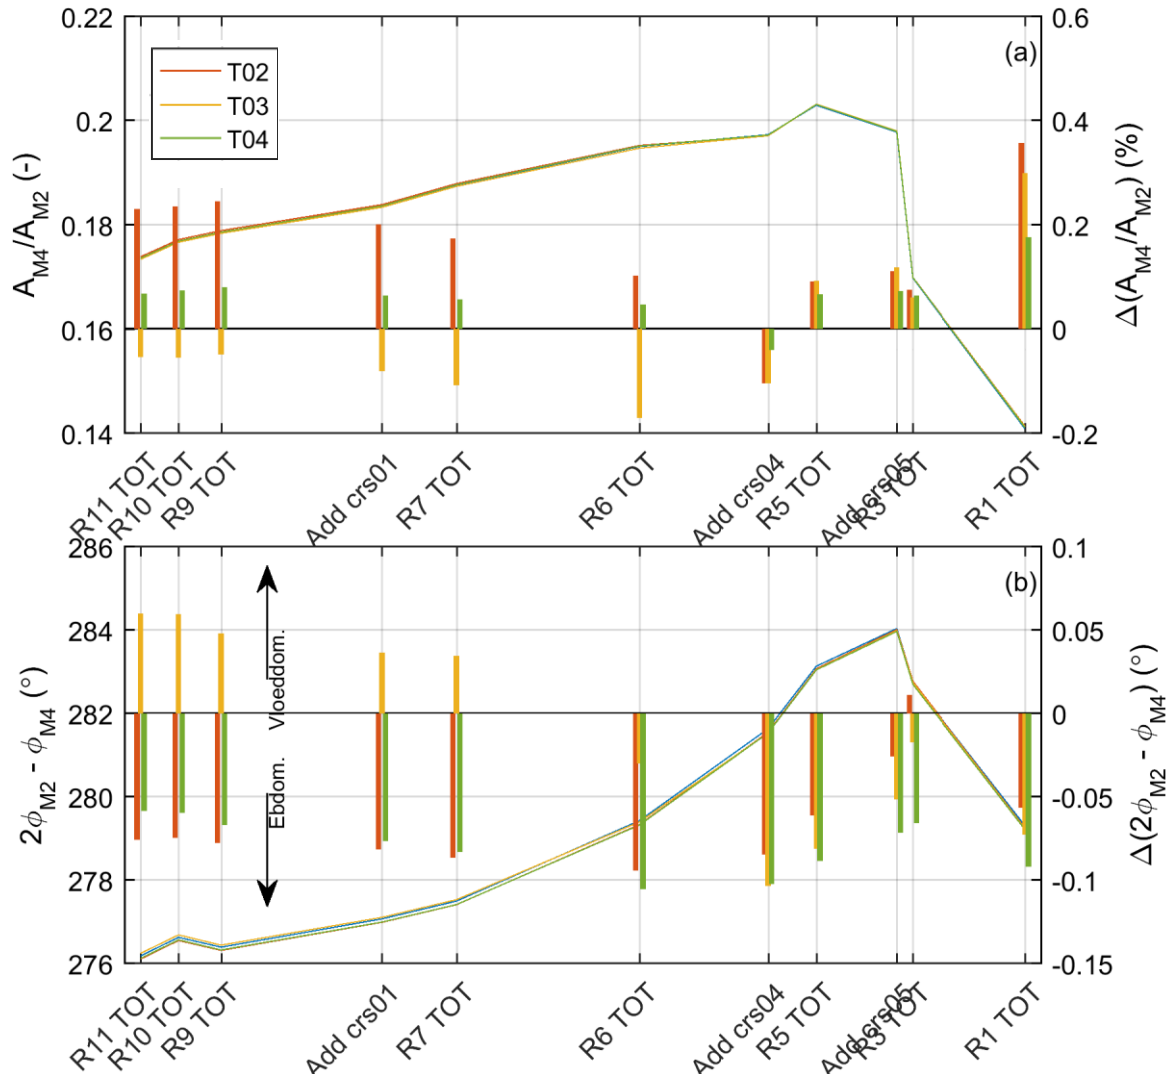 0.22
0.2
0.18
0.16
0.14
A_M4/A_M2 (-)
T02
T03
T04
(a)
0.6
0.4
0.2
0
-0.2
Δ(A_M4/A_M2) (%)
R11 TOT
R10 TOT
R9 TOT
Add crs01
R7 TOT
R6 TOT
Add crs04
R5 TOT
Add crs05
R3 TOT
R1 TOT
286
284
282
280
278
276
2ϕ_M2 - ϕ_M4 (°)
Vloeddom.
Ebdom.
(b)
0.1
0.05
0
-0.05
-0.1
-0.15
Δ(2ϕ_M2 - ϕ_M4) (°)
R11 TOT
R10 TOT
R9 TOT
Add crs01
R7 TOT
R6 TOT
Add crs04
R5 TOT
Add crs05
R3 TOT
R1 TOT